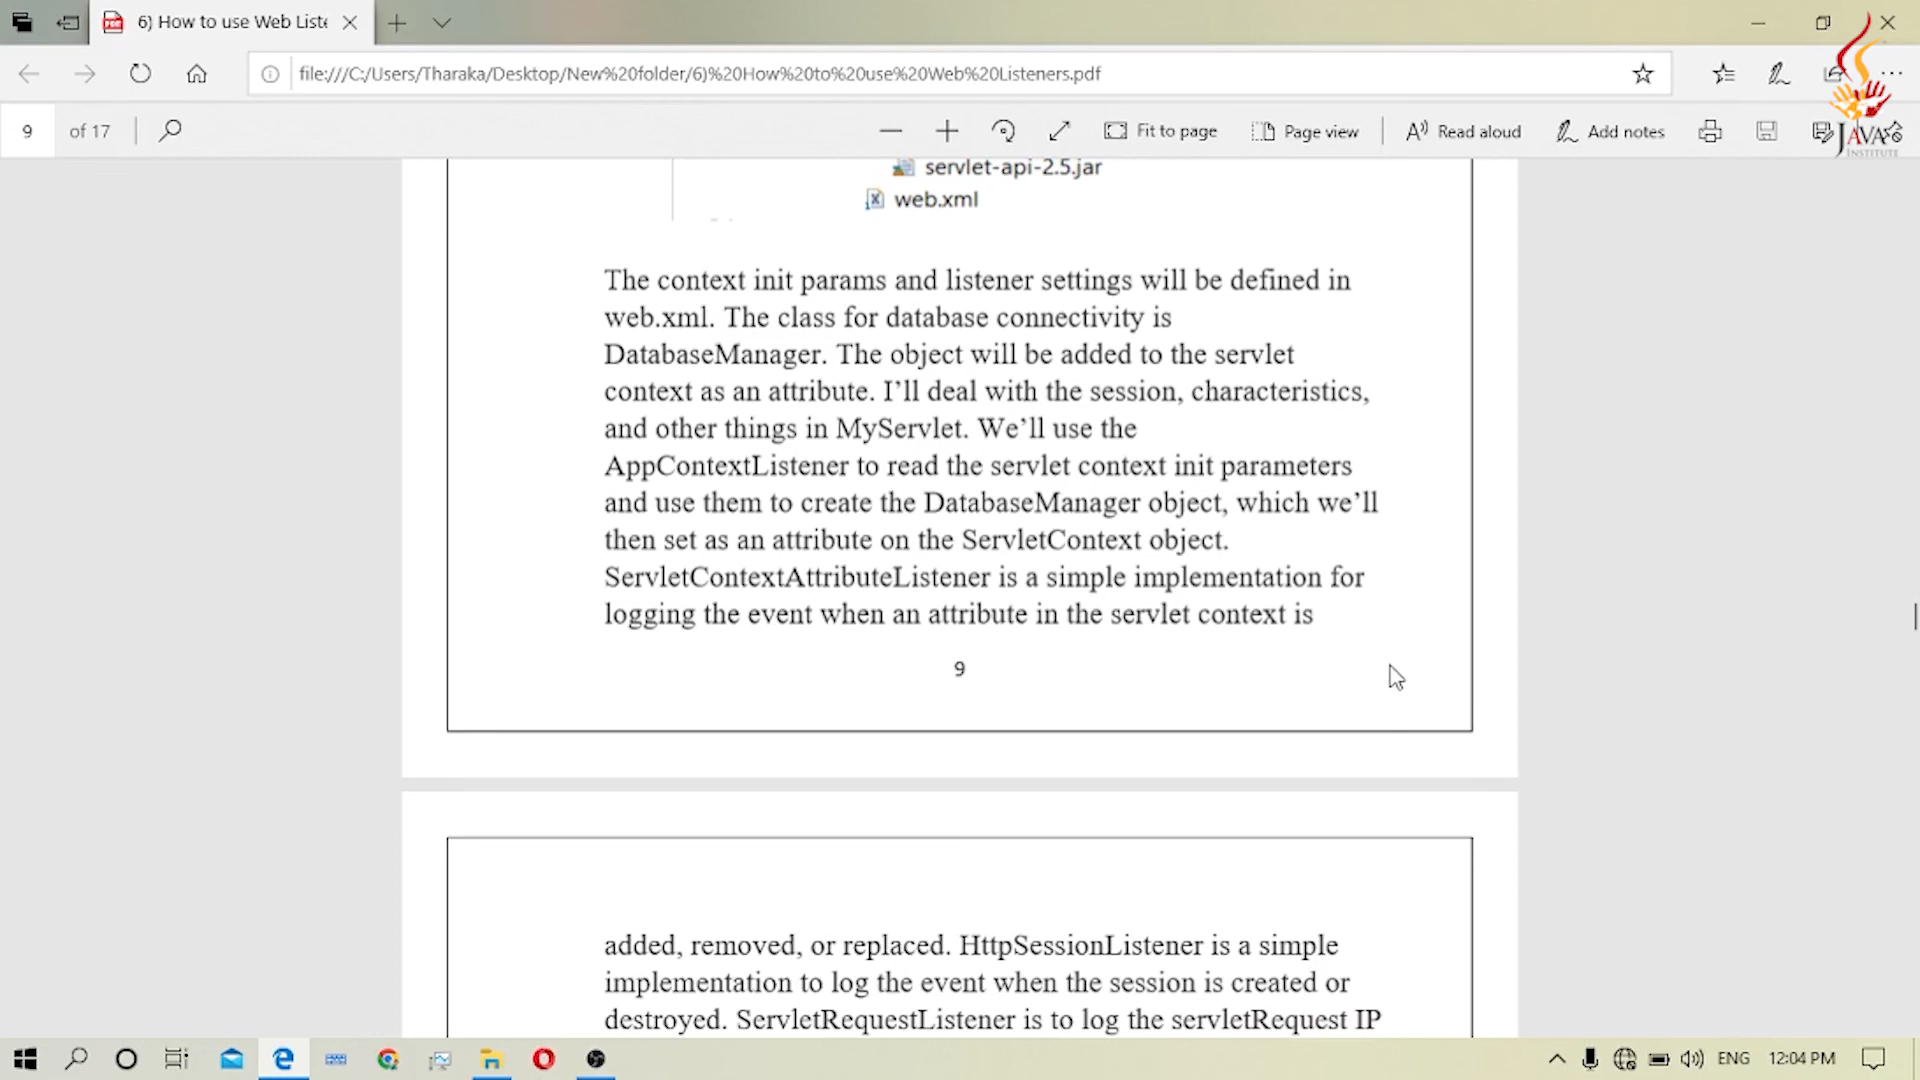 6) How to use Web Liste
file:///C:/Users/Tharaka/Desktop/New%20folder/6)%20How%20to%20use%20Web%20Listeners.pdf
9 of 17 Fit to page Page view Read aloud Add notes
JAVA
INSTITUTE
servlet-api-2.5.jar
web.xml
The context init params and listener settings will be defined in
web.xml. The class for database connectivity is
DatabaseManager. The object will be added to the servlet
context as an attribute. I’ll deal with the session, characteristics,
and other things in MyServlet. We’ll use the
AppContextListener to read the servlet context init parameters
and use them to create the DatabaseManager object, which we’ll
then set as an attribute on the ServletContext object.
ServletContextAttributeListener is a simple implementation for
logging the event when an attribute in the servlet context is
9
added, removed, or replaced. HttpSessionListener is a simple
implementation to log the event when the session is created or
destroyed. ServletRequestListener is to log the servletRequest IP
ENG 12:04 PM